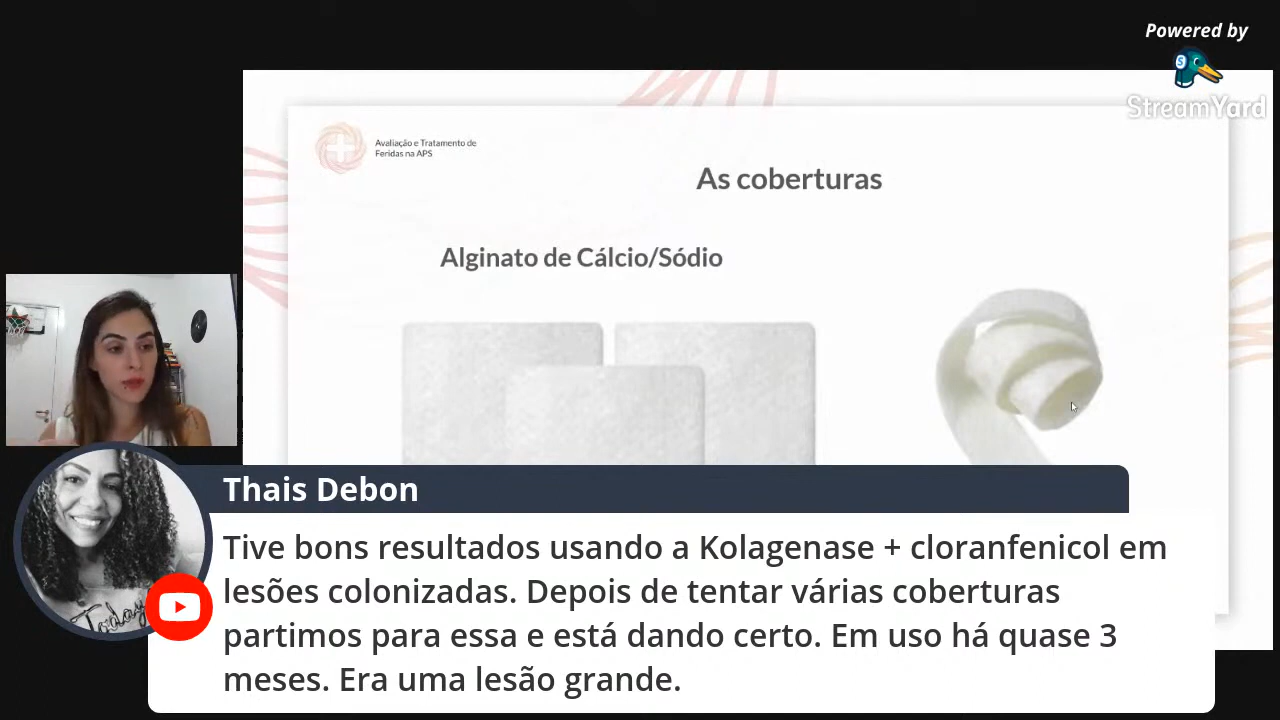 Powered by
StreamYard
Avaliação e Tratamento de
Feridas na APS
As coberturas
Alginato de Cálcio/Sódio
Thais Debon
Tive bons resultados usando a Kolagenase + cloranfenicol em
lesões colonizadas. Depois de tentar várias coberturas
partimos para essa e está dando certo. Em uso há quase 3
meses. Era uma lesão grande.